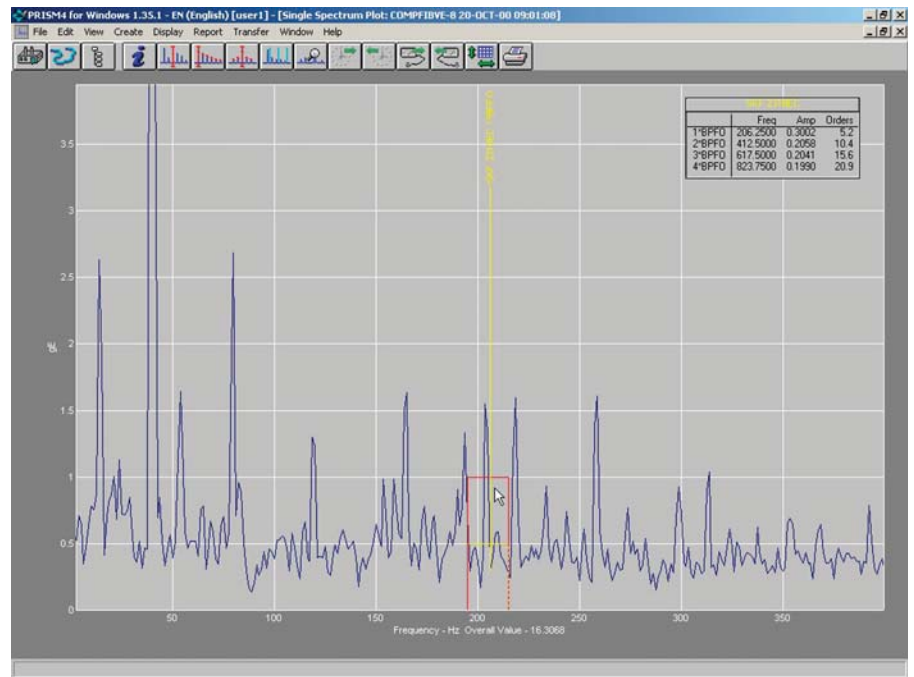 PRISM4 for Windows 1.35.1 - EN (English) [user1] - [Single Spectrum Plot: COMPFIBVE-8 20-OCT-00 09:01:08]
File Edit View Create Display Report Transfer Window Help
Freq Amp Orders
1*BPFO 206.2500 0.3002 5.2
2*BPFO 412.5000 0.2058 10.4
3*BPFO 617.5000 0.2041 15.6
4*BPFO 823.7500 0.1990 20.9
3.5
3
2.5
gE
2
1.5
1
0.5
0
50 100 150 200 250 300 350
Frequency - Hz Overall Value - 16.3068